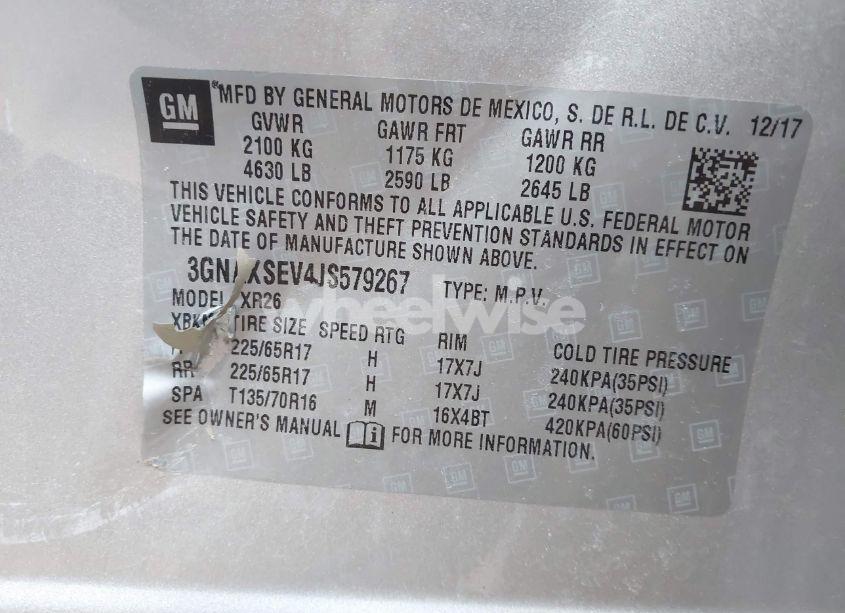 GM
® MFD BY GENERAL MOTORS DE MEXICO, S. DE R.L. DE C.V. 12/17
GVWR GAWR FRT GAWR RR
2100 KG 1175 KG 1200 KG
4630 LB 2590 LB 2645 LB
THIS VEHICLE CONFORMS TO ALL APPLICABLE U.S. FEDERAL MOTOR
VEHICLE SAFETY AND THEFT PREVENTION STANDARDS IN EFFECT ON
THE DATE OF MANUFACTURE SHOWN ABOVE.
TYPE: M.P.V.
MODEL XR26
wheelwise
TIRE SIZE SPEED RTG RIM COLD TIRE PRESSURE
225/65R17 H 17X7J 240KPA(35PSI)
RR 225/65R17 H 17X7J 240KPA(35PSI)
SPA T135/70R16 M 16X4BT 420KPA(60PSI)
SEE OWNER'S MANUAL FOR MORE INFORMATION.